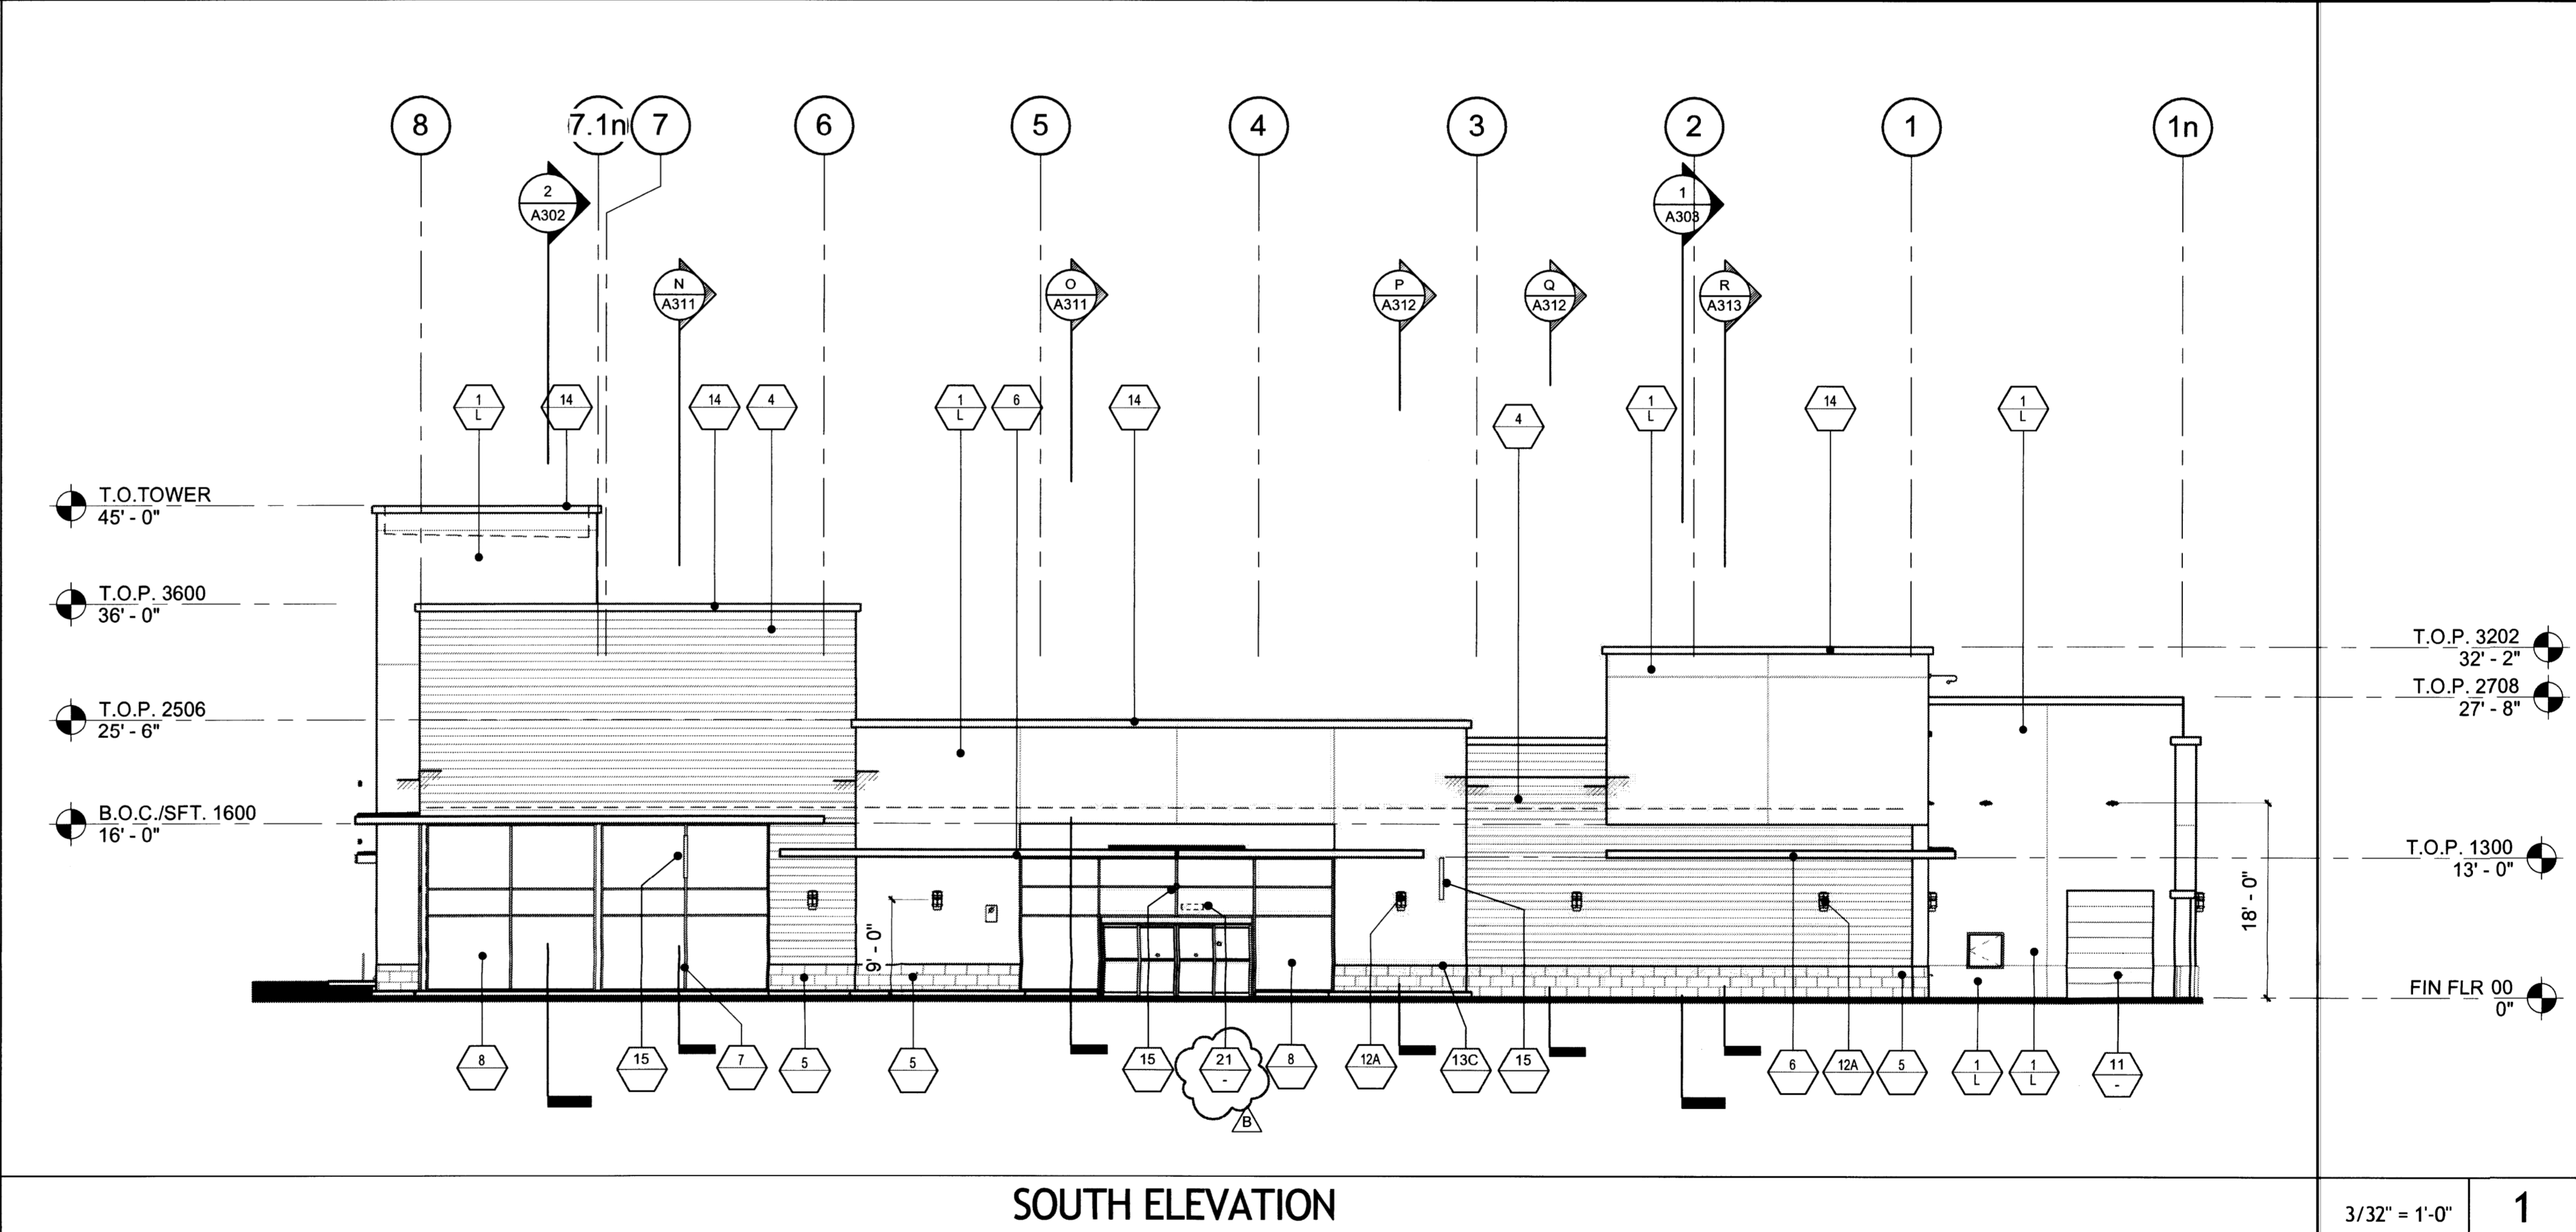 8 7.1n 7 6 5 4 3 2 1 1n
2
A302
1
A303
N
A311
O
A311
P
A312
Q
A312
R
A313
1
L
14
14
4
1
L
6
14
4
1
L
14
1
L
T.O.TOWER
45' - 0"
T.O.P. 3600
36' - 0"
T.O.P. 2506
25' - 6"
B.O.C./SFT. 1600
16' - 0"
T.O.P. 3202
32' - 2"
T.O.P. 2708
27' - 8"
T.O.P. 1300
13' - 0"
FIN FLR 00
0"
9' - 0"
18' - 0"
8
15
7
5
5
15
21
-
8
12A
13C
15
6
12A
5
1
L
1
L
11
-
B
SOUTH ELEVATION
3/32" = 1'-0"
1